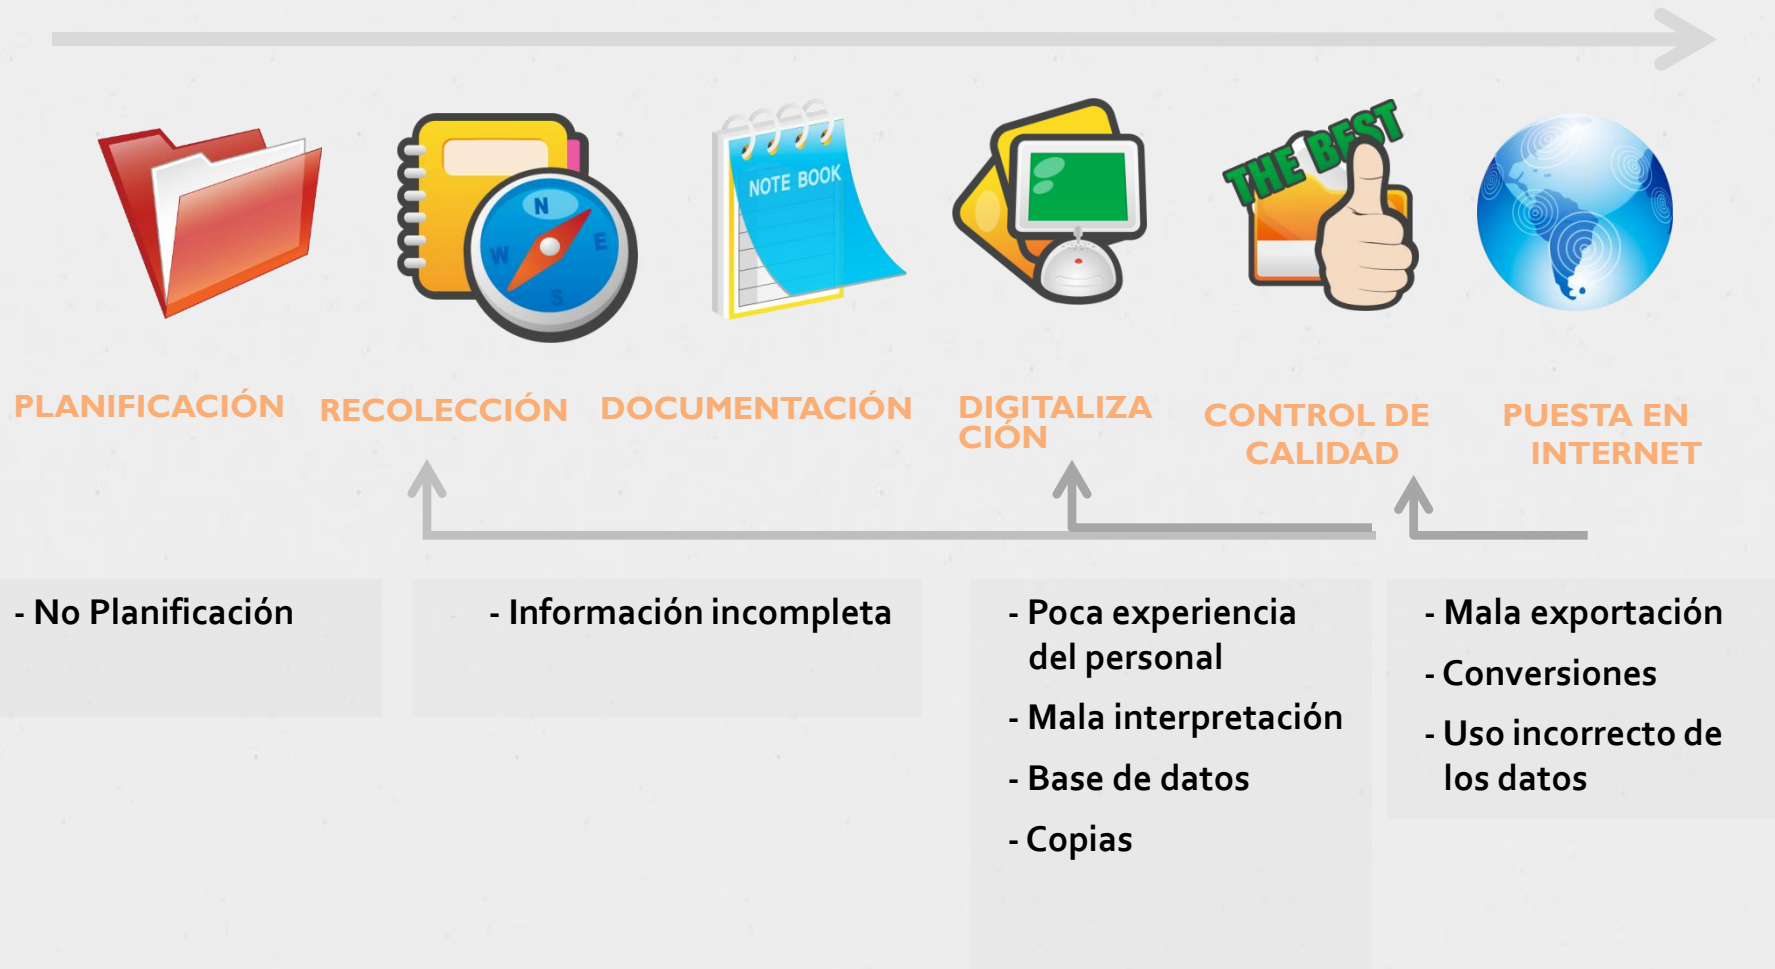 NOTE BOOK
THE BEST
N
W
E
S
PLANIFICACIÓN
RECOLECCIÓN
DOCUMENTACIÓN
DIGITALIZA
CIÓN
CONTROL DE
CALIDAD
PUESTA EN
INTERNET
- No Planificación
- Información incompleta
- Poca experiencia
del personal
- Mala interpretación
- Base de datos
- Copias
- Mala exportación
- Conversiones
- Uso incorrecto de
los datos